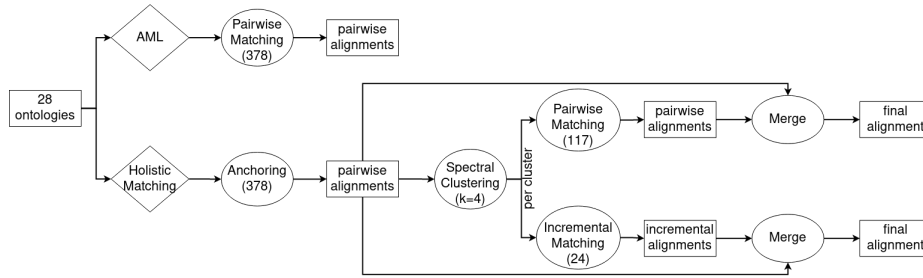 AML
Pairwise
Matching
(378)
pairwise
alignments
28
ontologies
Holistic
Matching
Anchoring
(378)
pairwise
alignments
Spectral
Clustering
(k=4)
per cluster
Pairwise
Matching
(117)
pairwise
alignments
Merge
final
alignment
Incremental
Matching
(24)
incremental
alignments
Merge
final
alignment